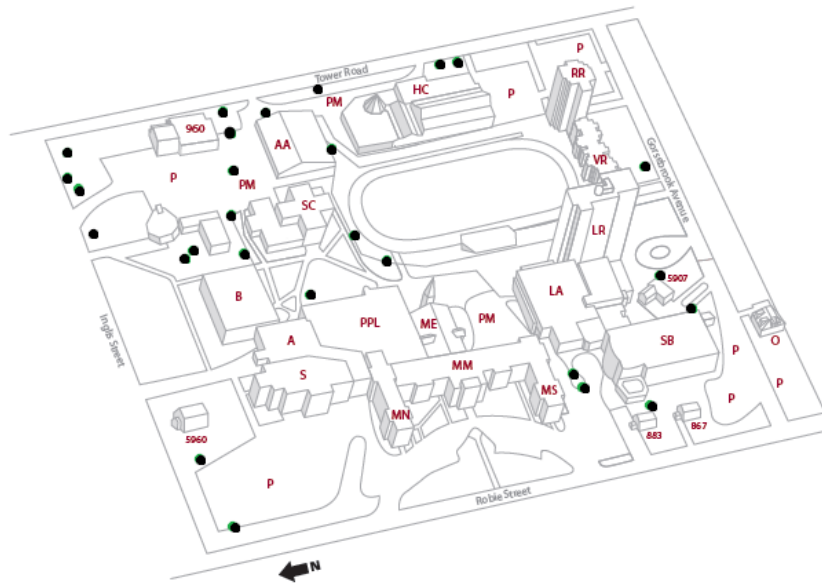 Tower Road
P
RR
HC
P
PM
960
AA
VR
Gorsebrook Avenue
P
PM
SC
LR
5907
B
LA
PPL
ME
PM
O
Inglis Street
A
SB
P
S
MM
P
MS
P
MN
867
883
5960
P
Robie Street
N